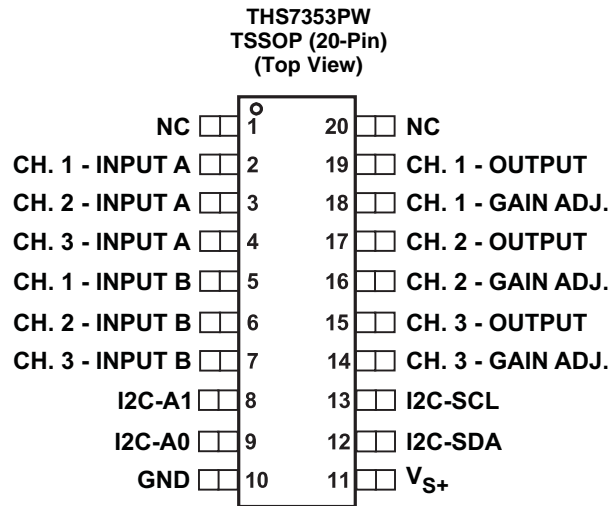 THS7353PW
TSSOP (20-Pin)
(Top View)
NC 1 20 NC
CH. 1 - INPUT A 2 19 CH. 1 - OUTPUT
CH. 2 - INPUT A 3 18 CH. 1 - GAIN ADJ.
CH. 3 - INPUT A 4 17 CH. 2 - OUTPUT
CH. 1 - INPUT B 5 16 CH. 2 - GAIN ADJ.
CH. 2 - INPUT B 6 15 CH. 3 - OUTPUT
CH. 3 - INPUT B 7 14 CH. 3 - GAIN ADJ.
I2C-A1 8 13 I2C-SCL
I2C-A0 9 12 I2C-SDA
GND 10 11 VS+